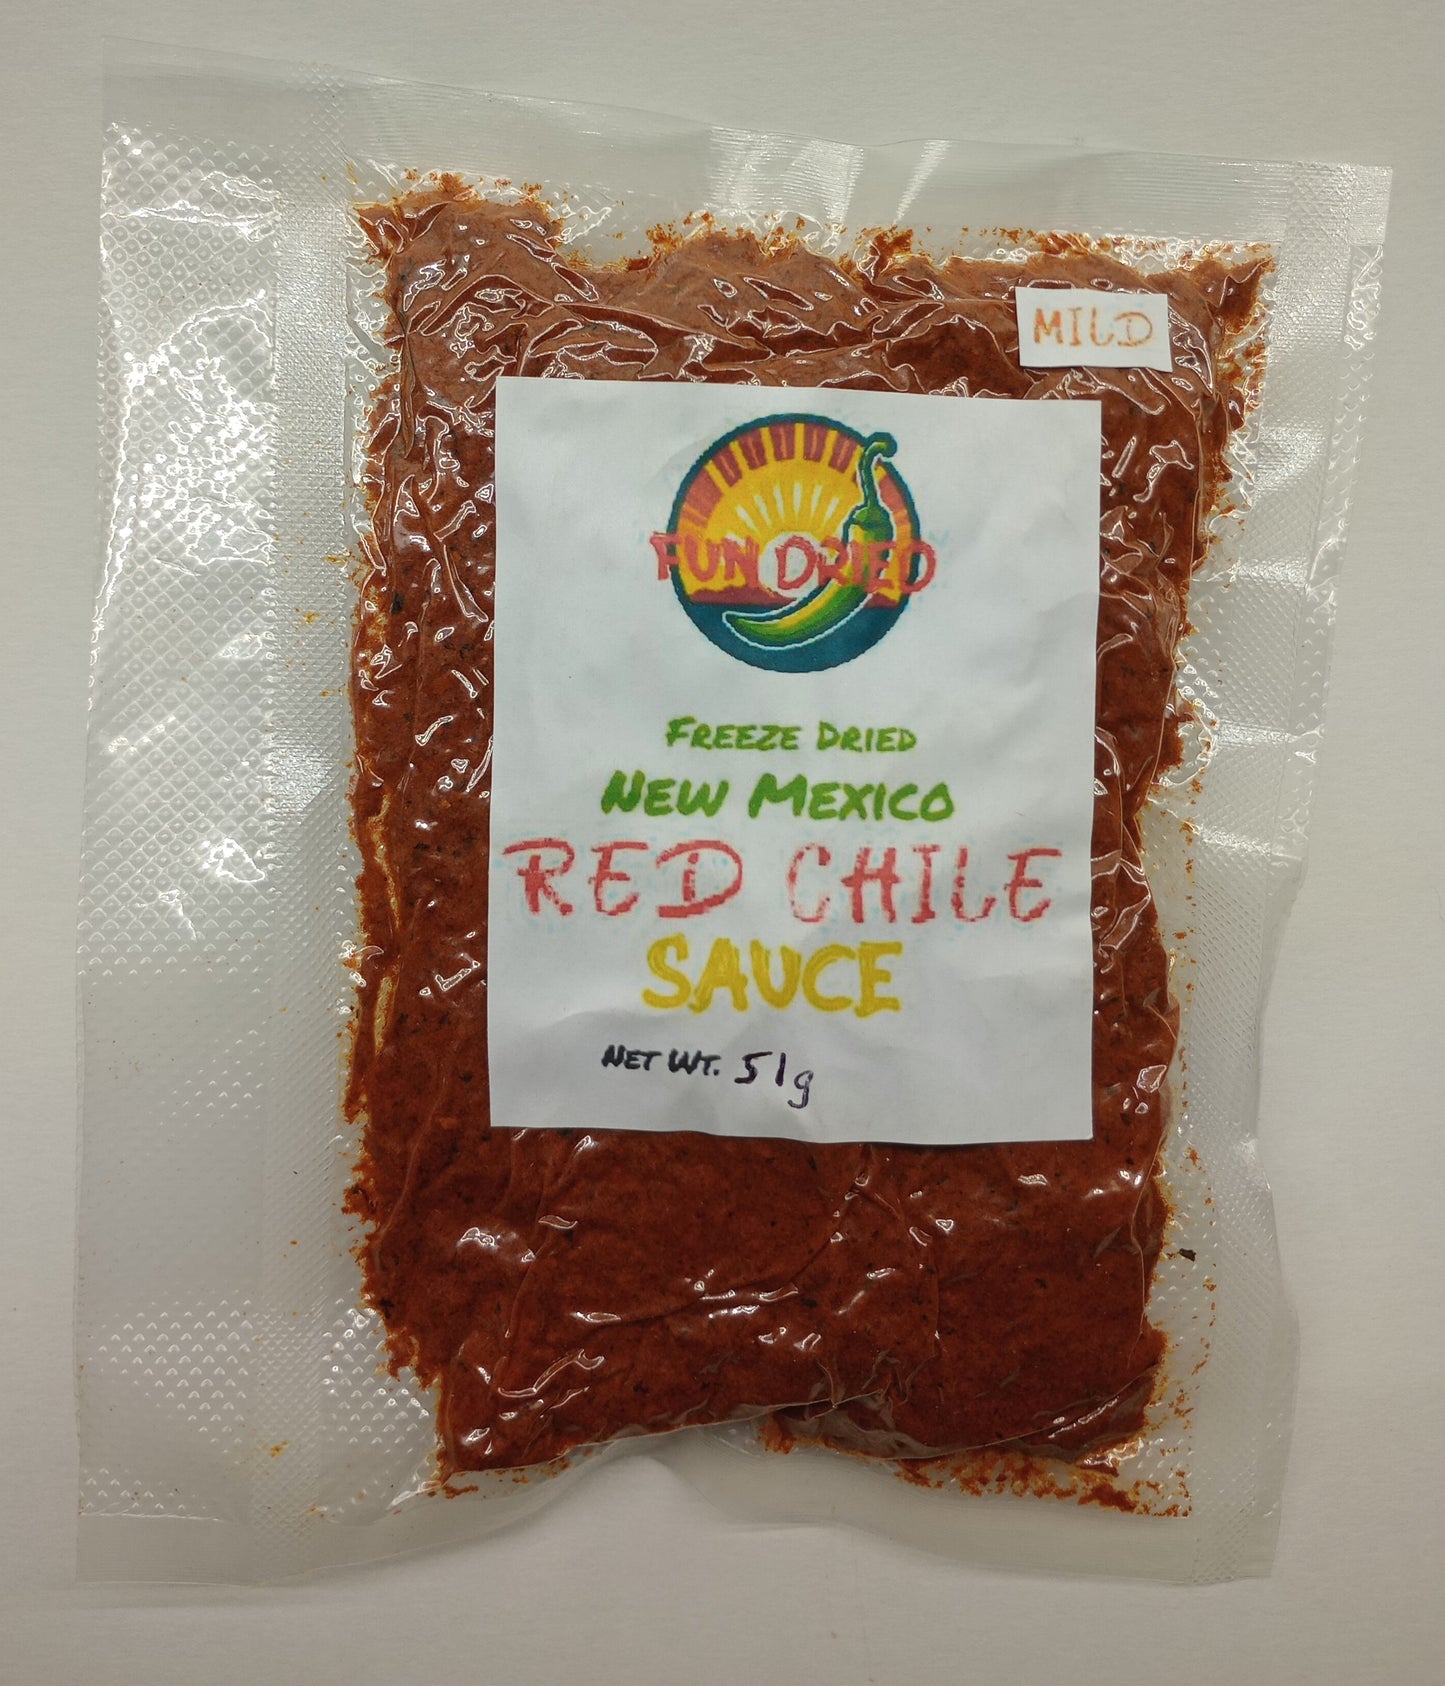 MILD
FUN DRIED
FREEZE DRIED
NEW MEXICO
RED CHILE
SAUCE
NET WT. 51g